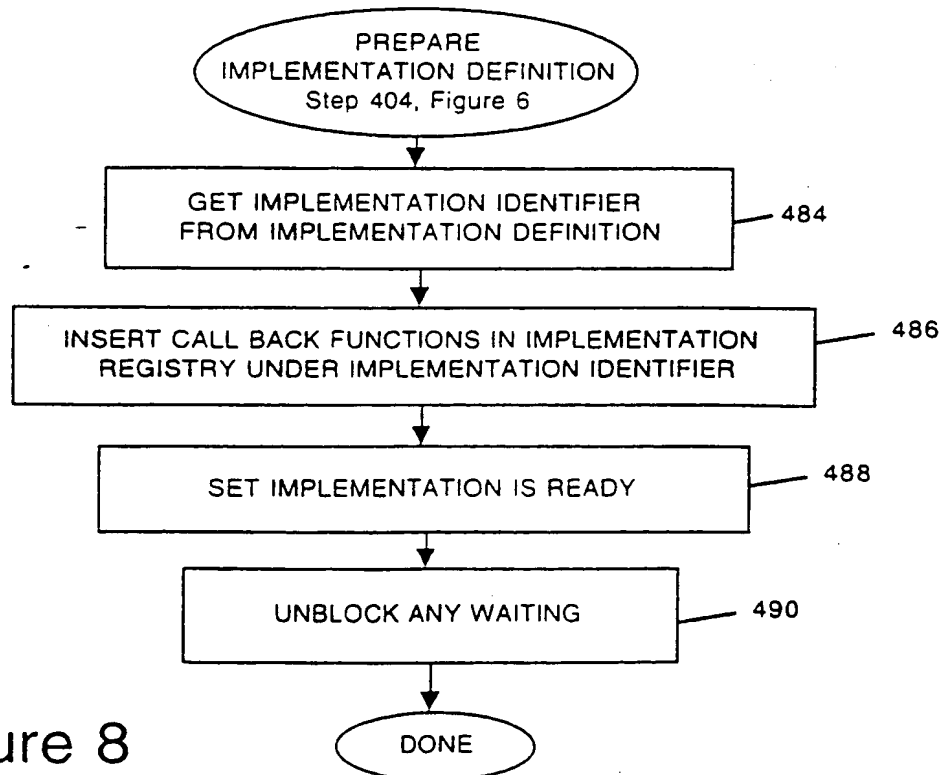 PREPARE
IMPLEMENTATION DEFINITION
Step 404, Figure 6
GET IMPLEMENTATION IDENTIFIER
FROM IMPLEMENTATION DEFINITION
484
INSERT CALL BACK FUNCTIONS IN IMPLEMENTATION
REGISTRY UNDER IMPLEMENTATION IDENTIFIER
486
SET IMPLEMENTATION IS READY
488
UNBLOCK ANY WAITING
490
DONE
ure 8